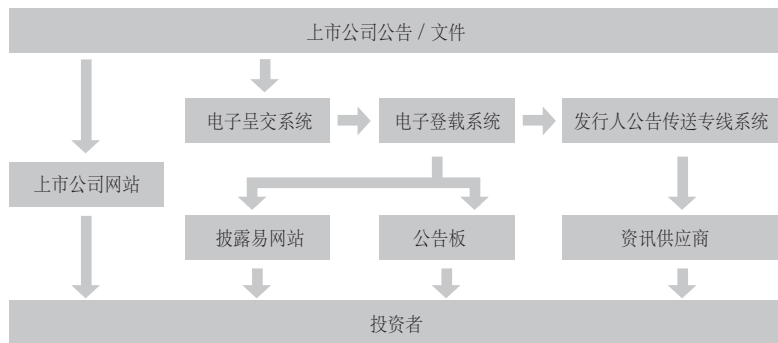 上市公司公告 / 文件
电子呈交系统
电子登载系统
发行人公告传送专线系统
上市公司网站
披露易网站
公告板
资讯供应商
投资者